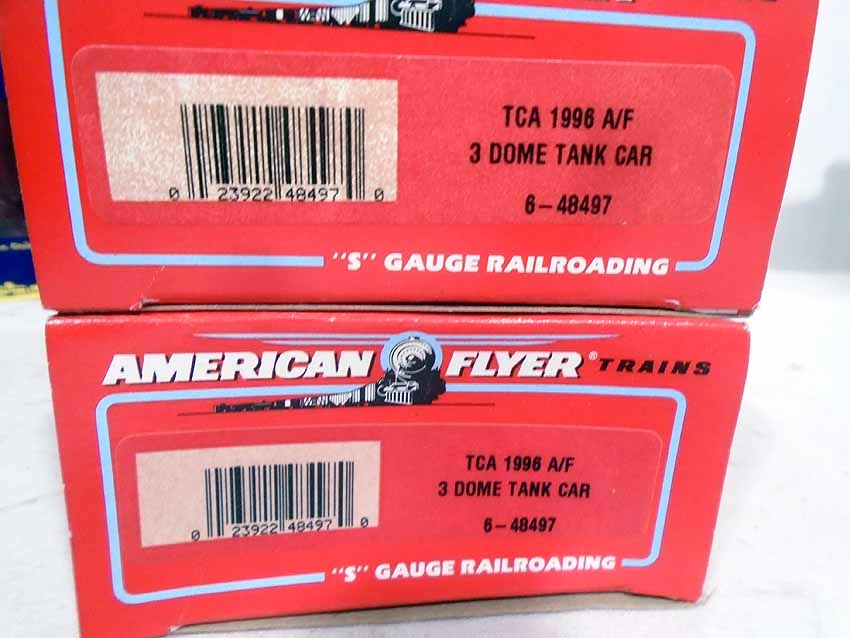 TCA 1996 A/F
3 DOME TANK CAR
6-48497
0 23922 48497 0
"S" GAUGE RAILROADING
AMERICAN FLYER® TRAINS
TCA 1996 A/F
3 DOME TANK CAR
6-48497
0 23922 48497 0
"S" GAUGE RAILROADING